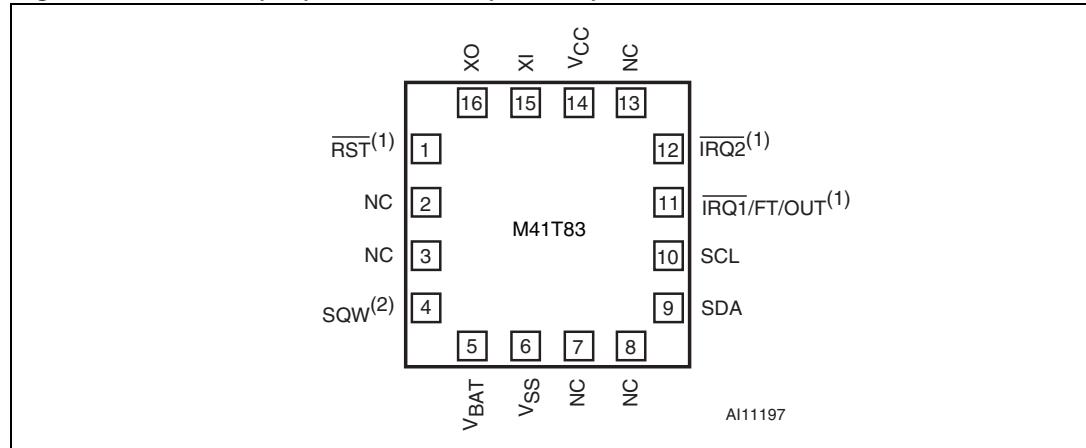 XO XI VCC NC
16 15 14 13
RST(1) 1 12 IRQ2(1)
NC 2 11 IRQ1/FT/OUT(1)
M41T83
NC 3 10 SCL
SQW(2) 4 9 SDA
5 6 7 8
VBAT VSS NC NC
AI11197